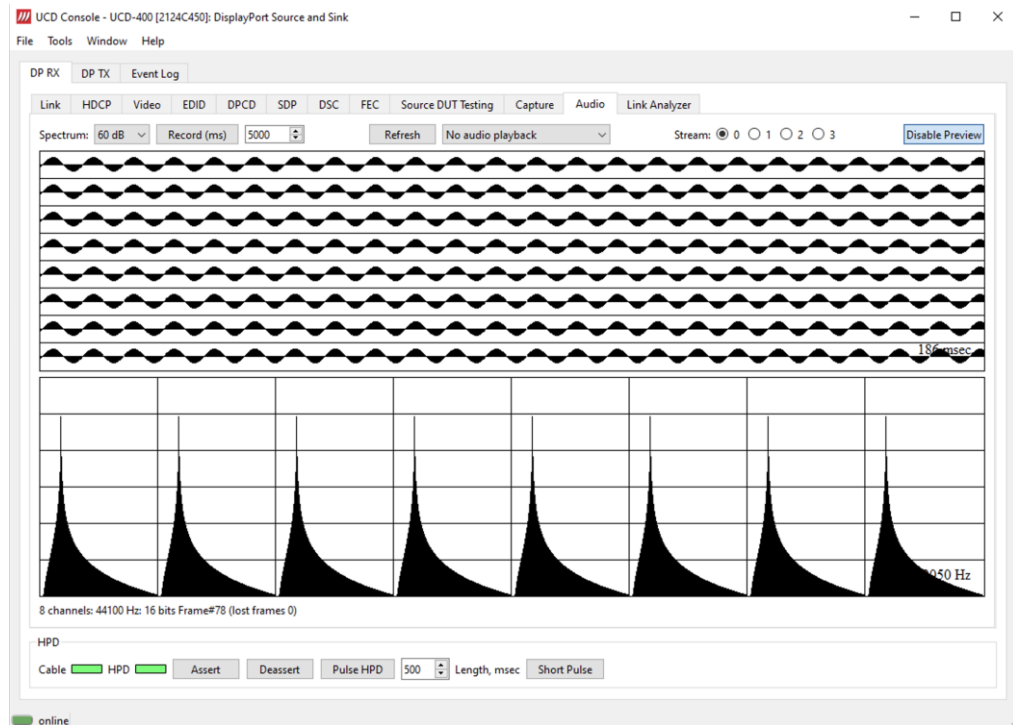 UCD Console - UCD-400 [2124C450]: DisplayPort Source and Sink
File Tools Window Help
DP RX DP TX Event Log
Link HDCP Video EDID DPCD SDP DSC FEC Source DUT Testing Capture Audio Link Analyzer
Spectrum: 60 dB Record (ms) 5000 Refresh No audio playback Stream: 0 1 2 3 Disable Preview
186 msec
Hz
8 channels: 44100 Hz: 16 bits Frame#78 (lost frames 0)
HPD
Cable HPD Assert Deassert Pulse HPD 500 Length, msec Short Pulse
online